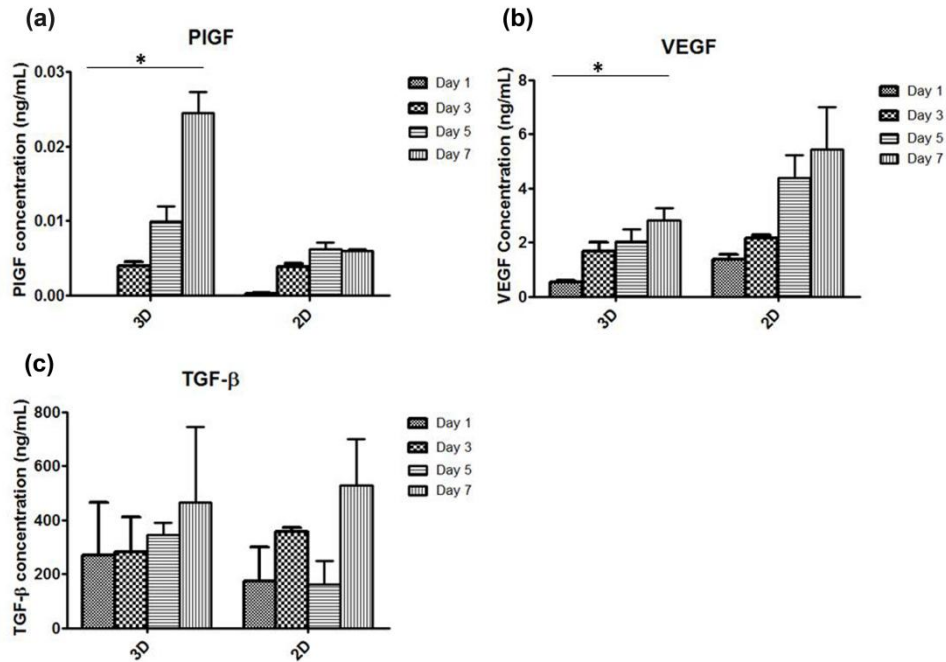 (a)
PlGF
*
PlGF concentration (ng/mL)
0.03
0.02
0.01
0.00
3D
2D
Day 1
Day 3
Day 5
Day 7
(b)
VEGF
*
VEGF Concentration (ng/mL)
8
6
4
2
0
3D
2D
Day 1
Day 3
Day 5
Day 7
(c)
TGF-β
TGF-β concentration (ng/mL)
800
600
400
200
0
3D
2D
Day 1
Day 3
Day 5
Day 7